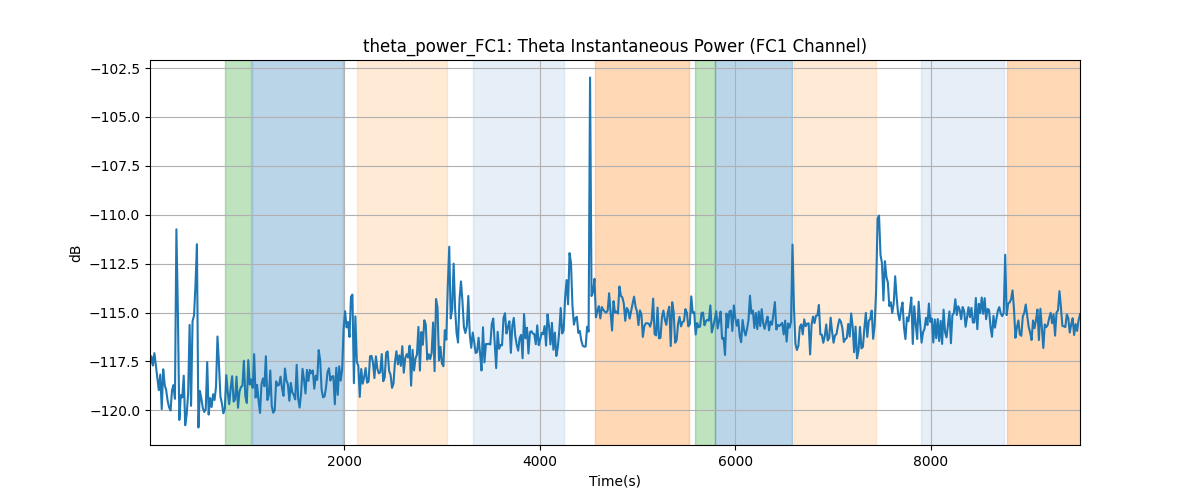 theta_power_FC1: Theta Instantaneous Power (FC1 Channel)
−102.5
−105.0
−107.5
−110.0
−112.5
−115.0
−117.5
−120.0
dB
2000 4000 6000 8000
Time(s)